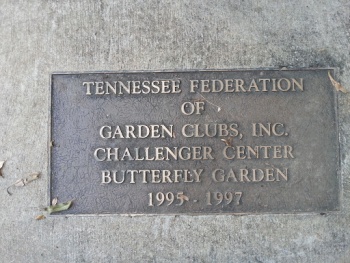 TENNESSEE FEDERATION
OF
GARDEN CLUBS, INC.
CHALLENGER CENTER
BUTTERFLY GARDEN
1995 - 1997